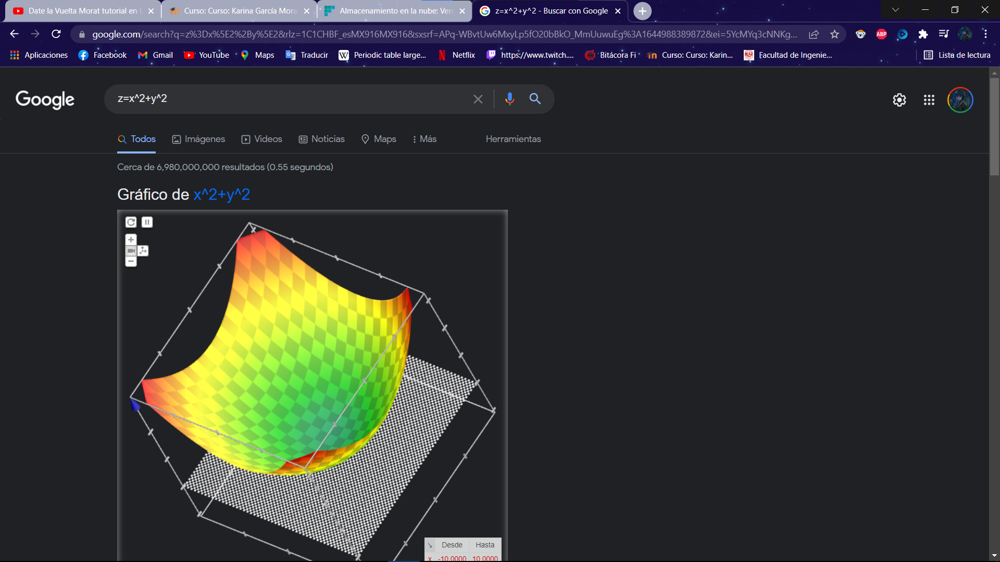 Date la Vuelta Morat tutorial en U
Curso: Curso: Karina García Mora
Almacenamiento en la nube: Ven
z=x^2+y^2 - Buscar con Google
google.com/search?q=z%3Dx%5E2%2By%5E2&rlz=1C1CHBF_esMX916MX916&sxsrf=APq-WBvtUw6MxyLp5fO20bBkO_MmUuwuEg%3A1644988389872&ei=5YcMYq3cNNKg...
ABP
Aplicaciones
Facebook
Gmail
YouTube
Maps
Traducir
W Periodic table large...
Netflix
https://www.twitch....
Bitácora Fi
Curso: Curso: Karin...
Facultad de Ingenie...
Lista de lectura
Google
z=x^2+y^2
Todos
Imágenes
Videos
Noticias
Maps
Más
Herramientas
Cerca de 6,980,000,000 resultados (0.55 segundos)
Gráfico de x^2+y^2
Desde Hasta
x -10.0000 10.0000